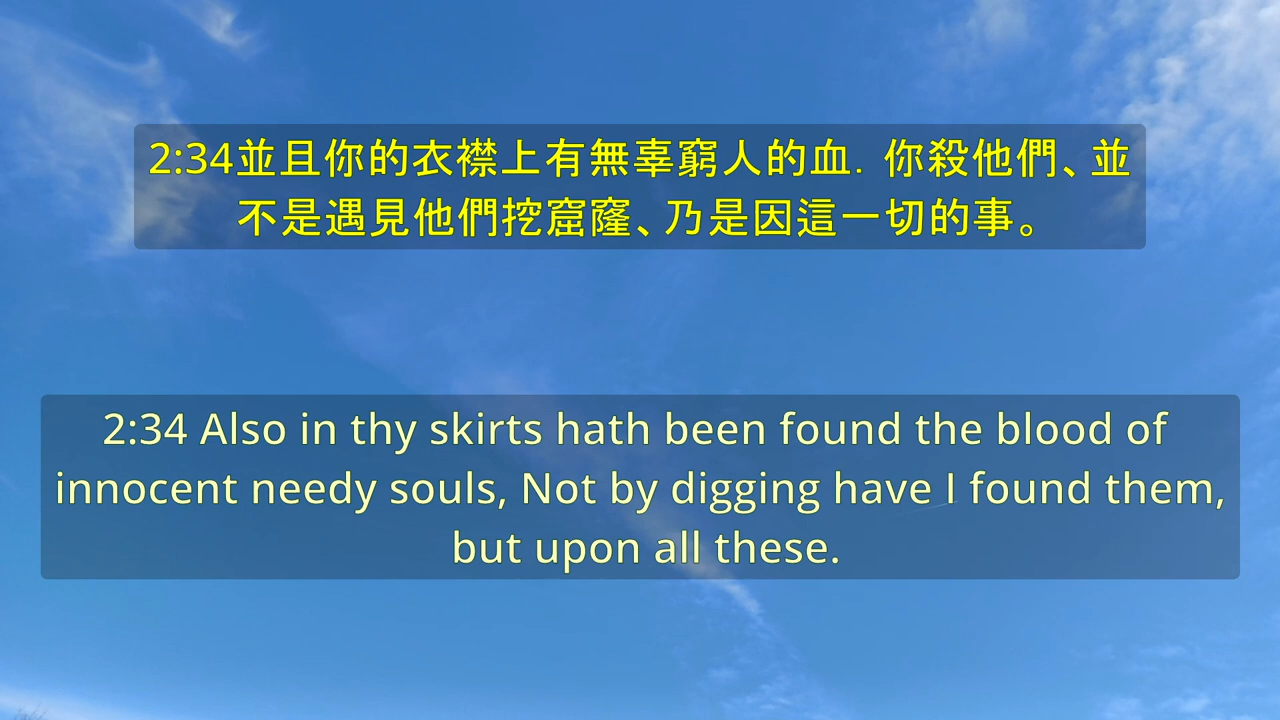 2:34並且你的衣襟上有無辜窮人的血．你殺他們、並
不是遇見他們挖窟窿、乃是因這一切的事。
2:34 Also in thy skirts hath been found the blood of
innocent needy souls, Not by digging have I found them,
but upon all these.